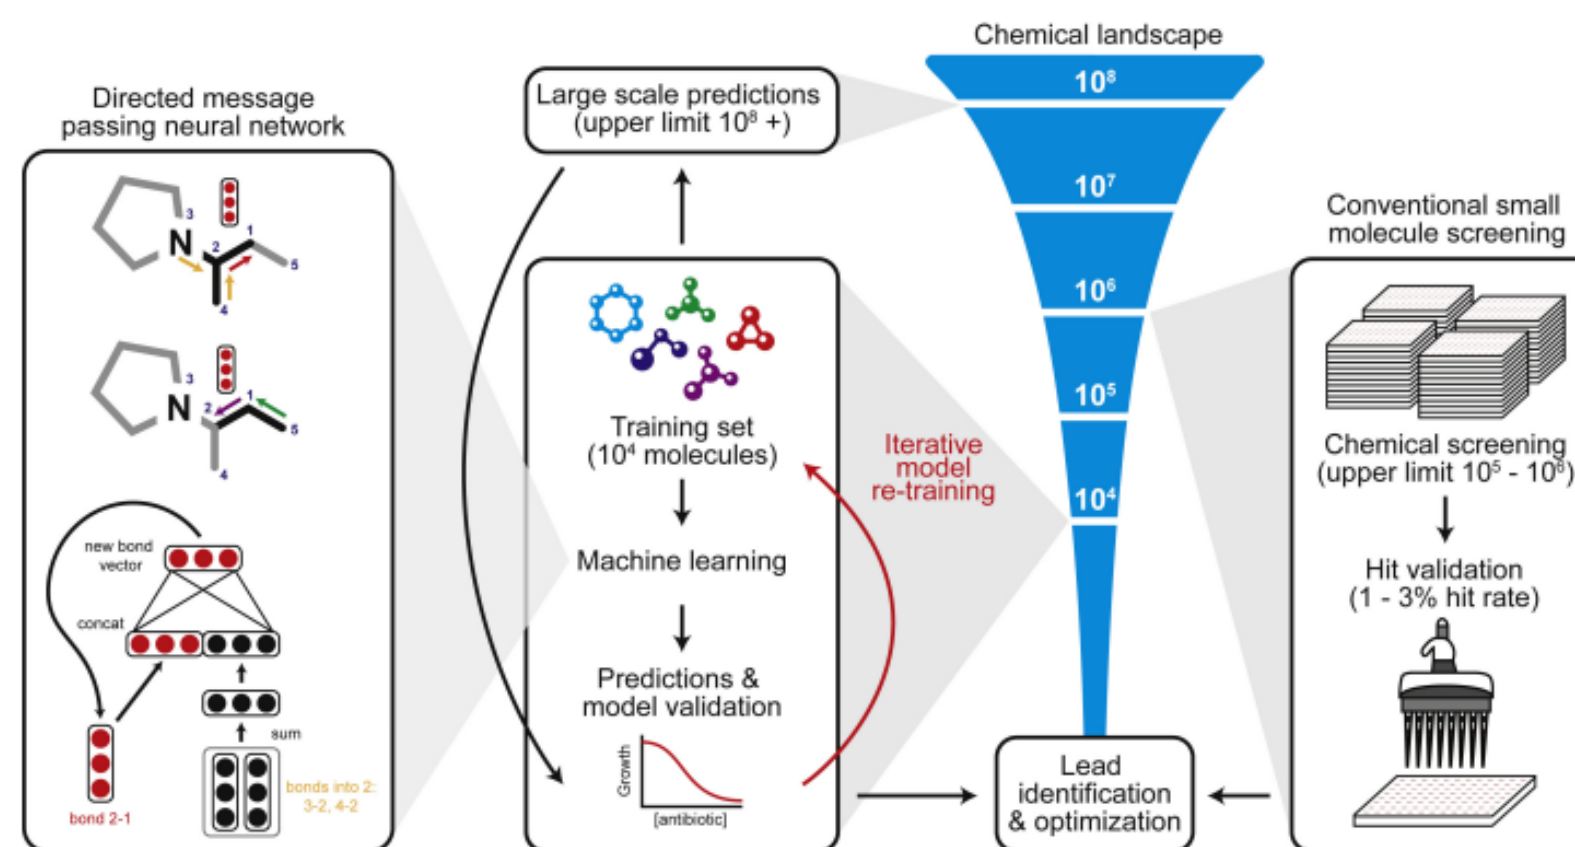 Directed message
passing neural network
3
N
2
1
5
4
3
N
2
1
5
4
new bond
vector
concat
sum
bonds into 2:
3-2, 4-2
bond 2-1
Large scale predictions
(upper limit 10⁸ +)
Training set
(10⁴ molecules)
Machine learning
Predictions &
model validation
Growth
[antibiotic]
Iterative
model
re-training
Chemical landscape
10⁸
10⁷
10⁶
10⁵
10⁴
Lead
identification
& optimization
Conventional small
molecule screening
Chemical screening
(upper limit 10⁵ - 10⁶)
Hit validation
(1 - 3% hit rate)